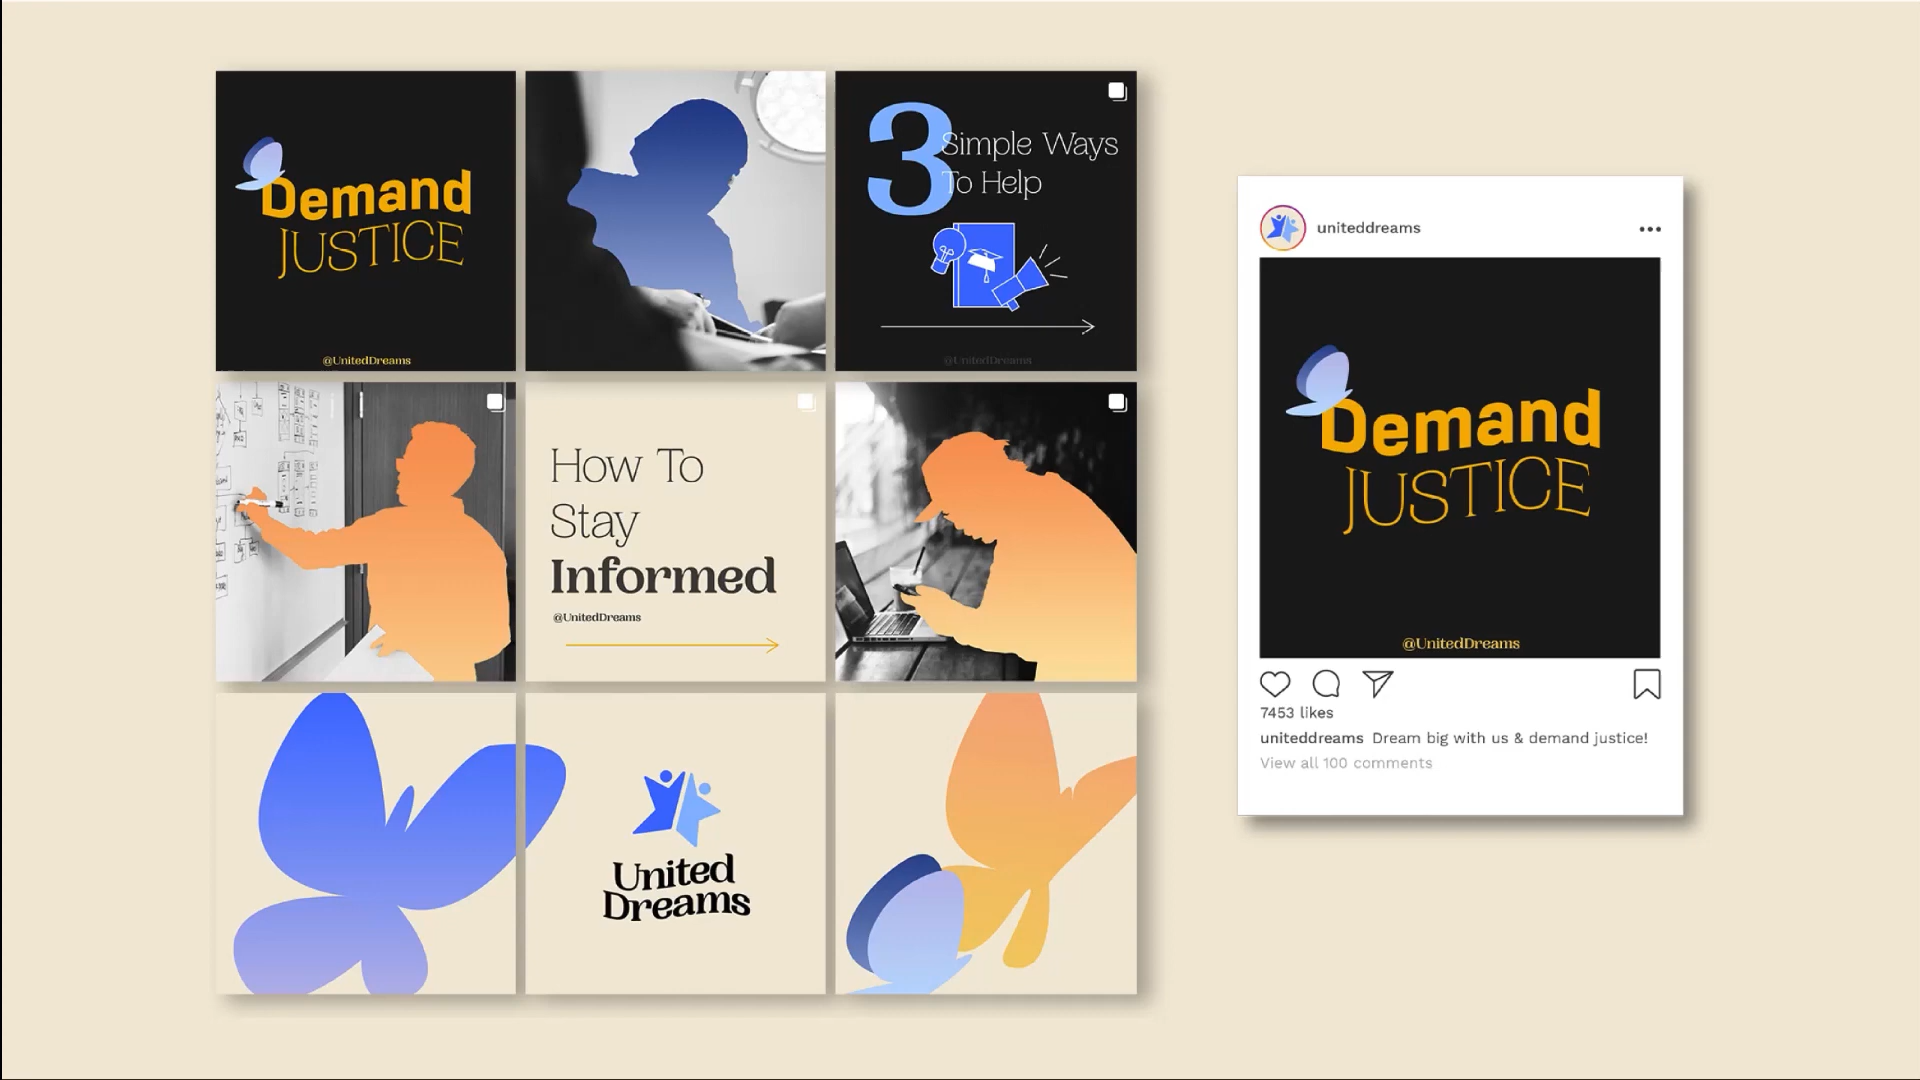 Demand
JUSTICE
@UnitedDreams
3 Simple Ways
To Help
@UnitedDreams
How To
Stay
Informed
@UnitedDreams
United
Dreams
uniteddreams
Demand
JUSTICE
@UnitedDreams
7453 likes
uniteddreams Dream big with us & demand justice!
View all 100 comments